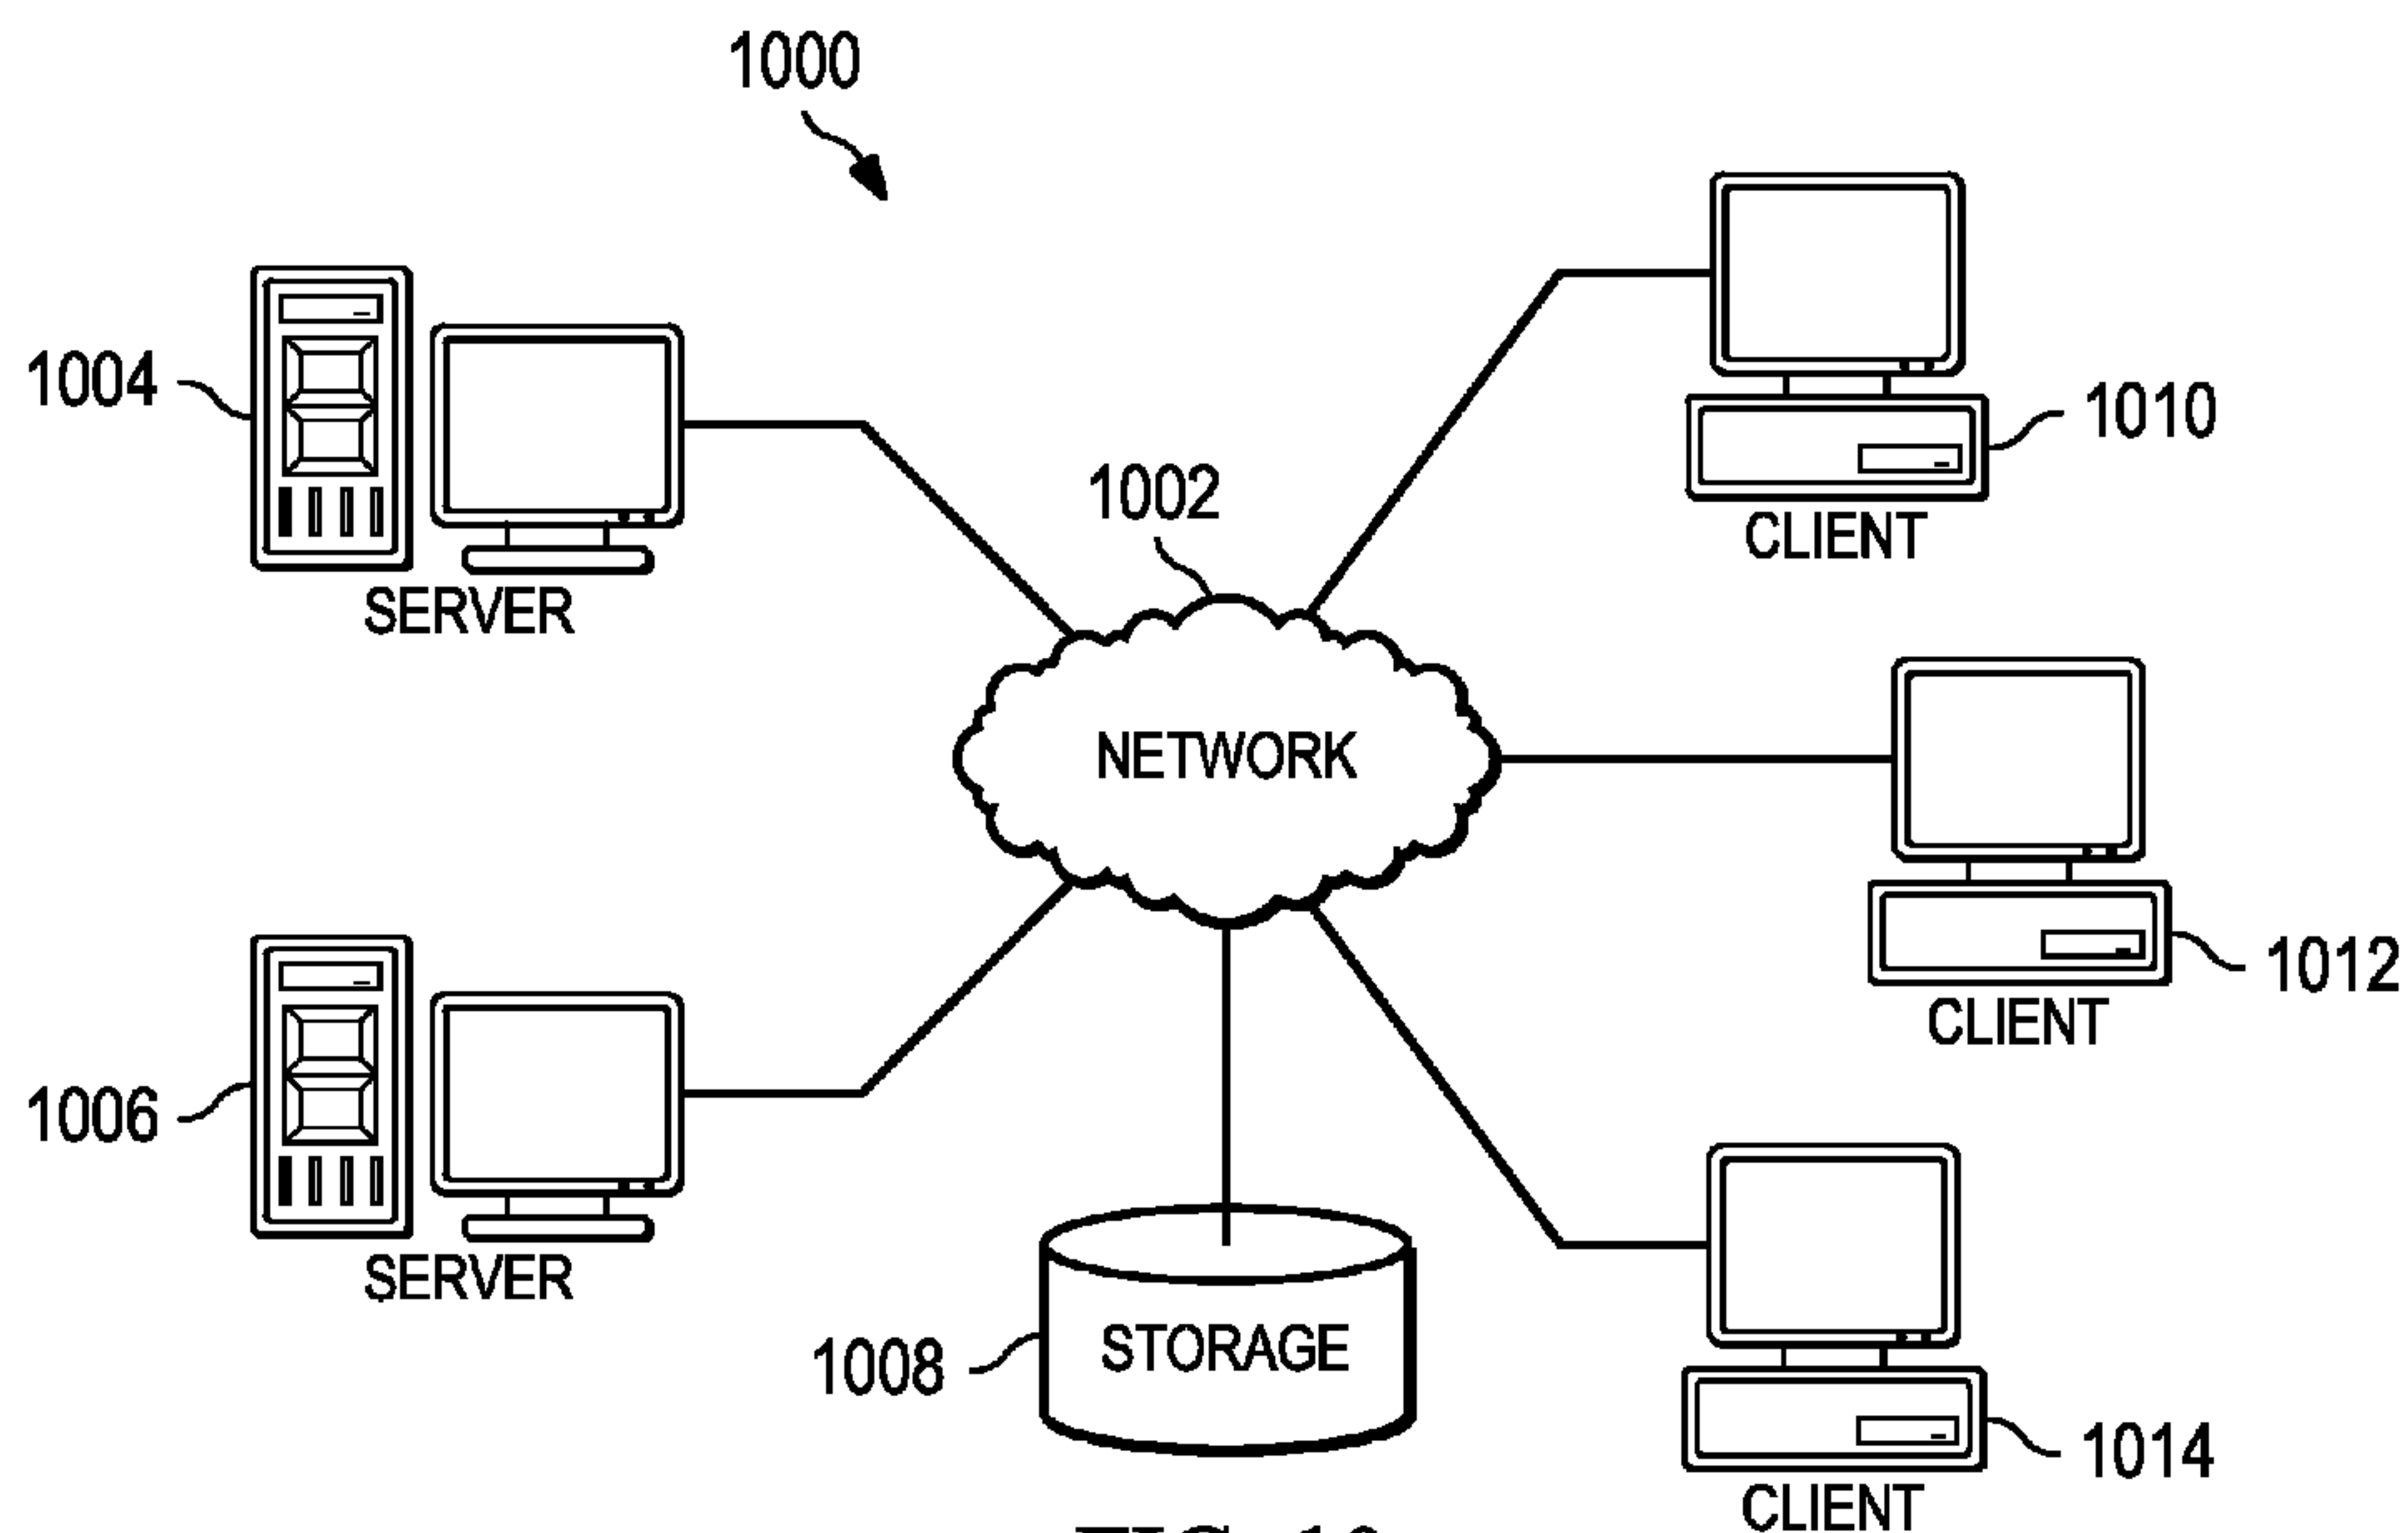 1000
1004
SERVER
1010
CLIENT
1002
NETWORK
1012
CLIENT
1006
SERVER
1008
STORAGE
1014
CLIENT